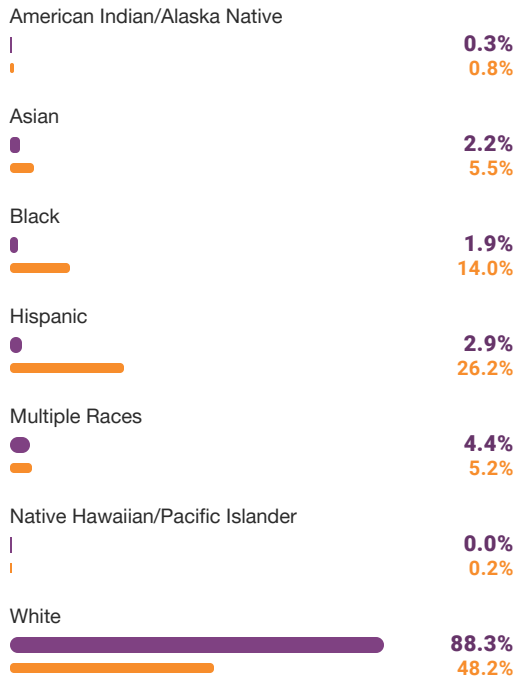 American Indian/Alaska Native
0.3%
0.8%
Asian
2.2%
5.5%
Black
1.9%
14.0%
Hispanic
2.9%
26.2%
Multiple Races
4.4%
5.2%
Native Hawaiian/Pacific Islander
0.0%
0.2%
White
88.3%
48.2%